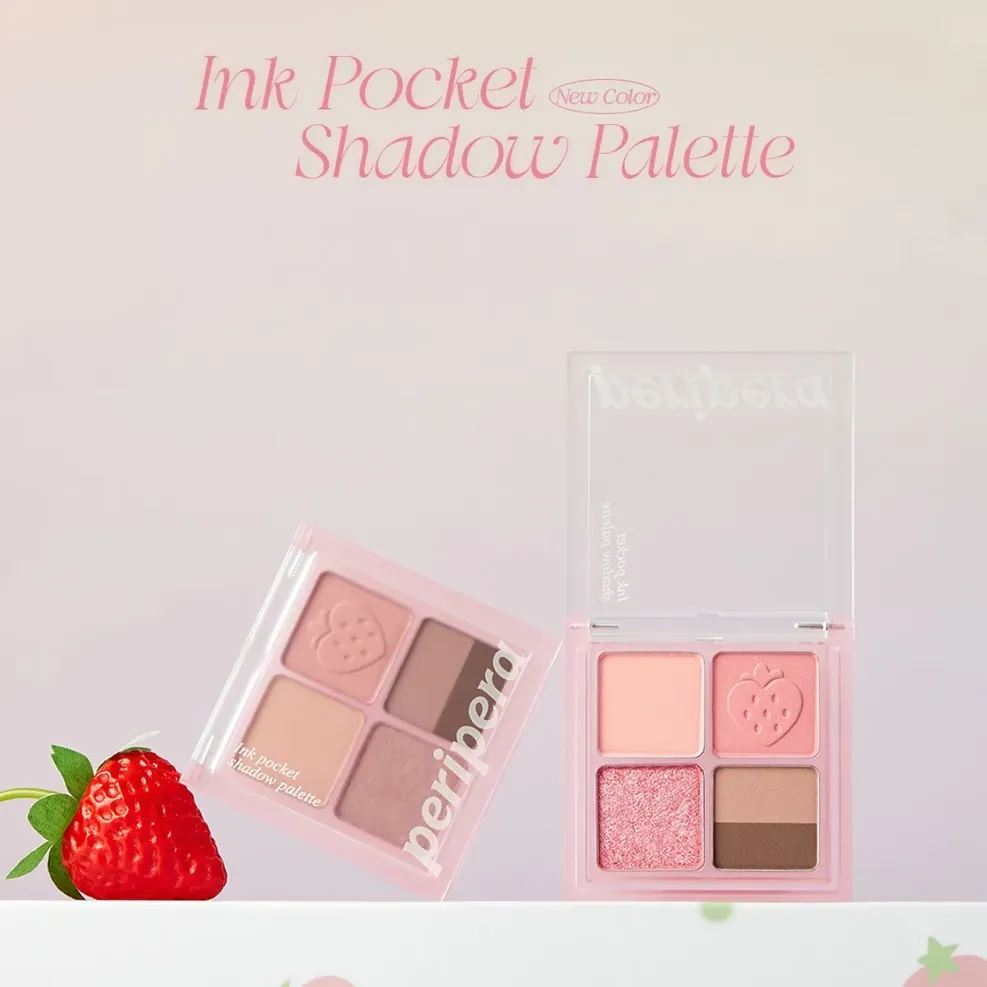 Ink Pocket New Color
Shadow Palette
peripera
Ink pocket
shadow palette
Ink pocket
shadow palette
peripera